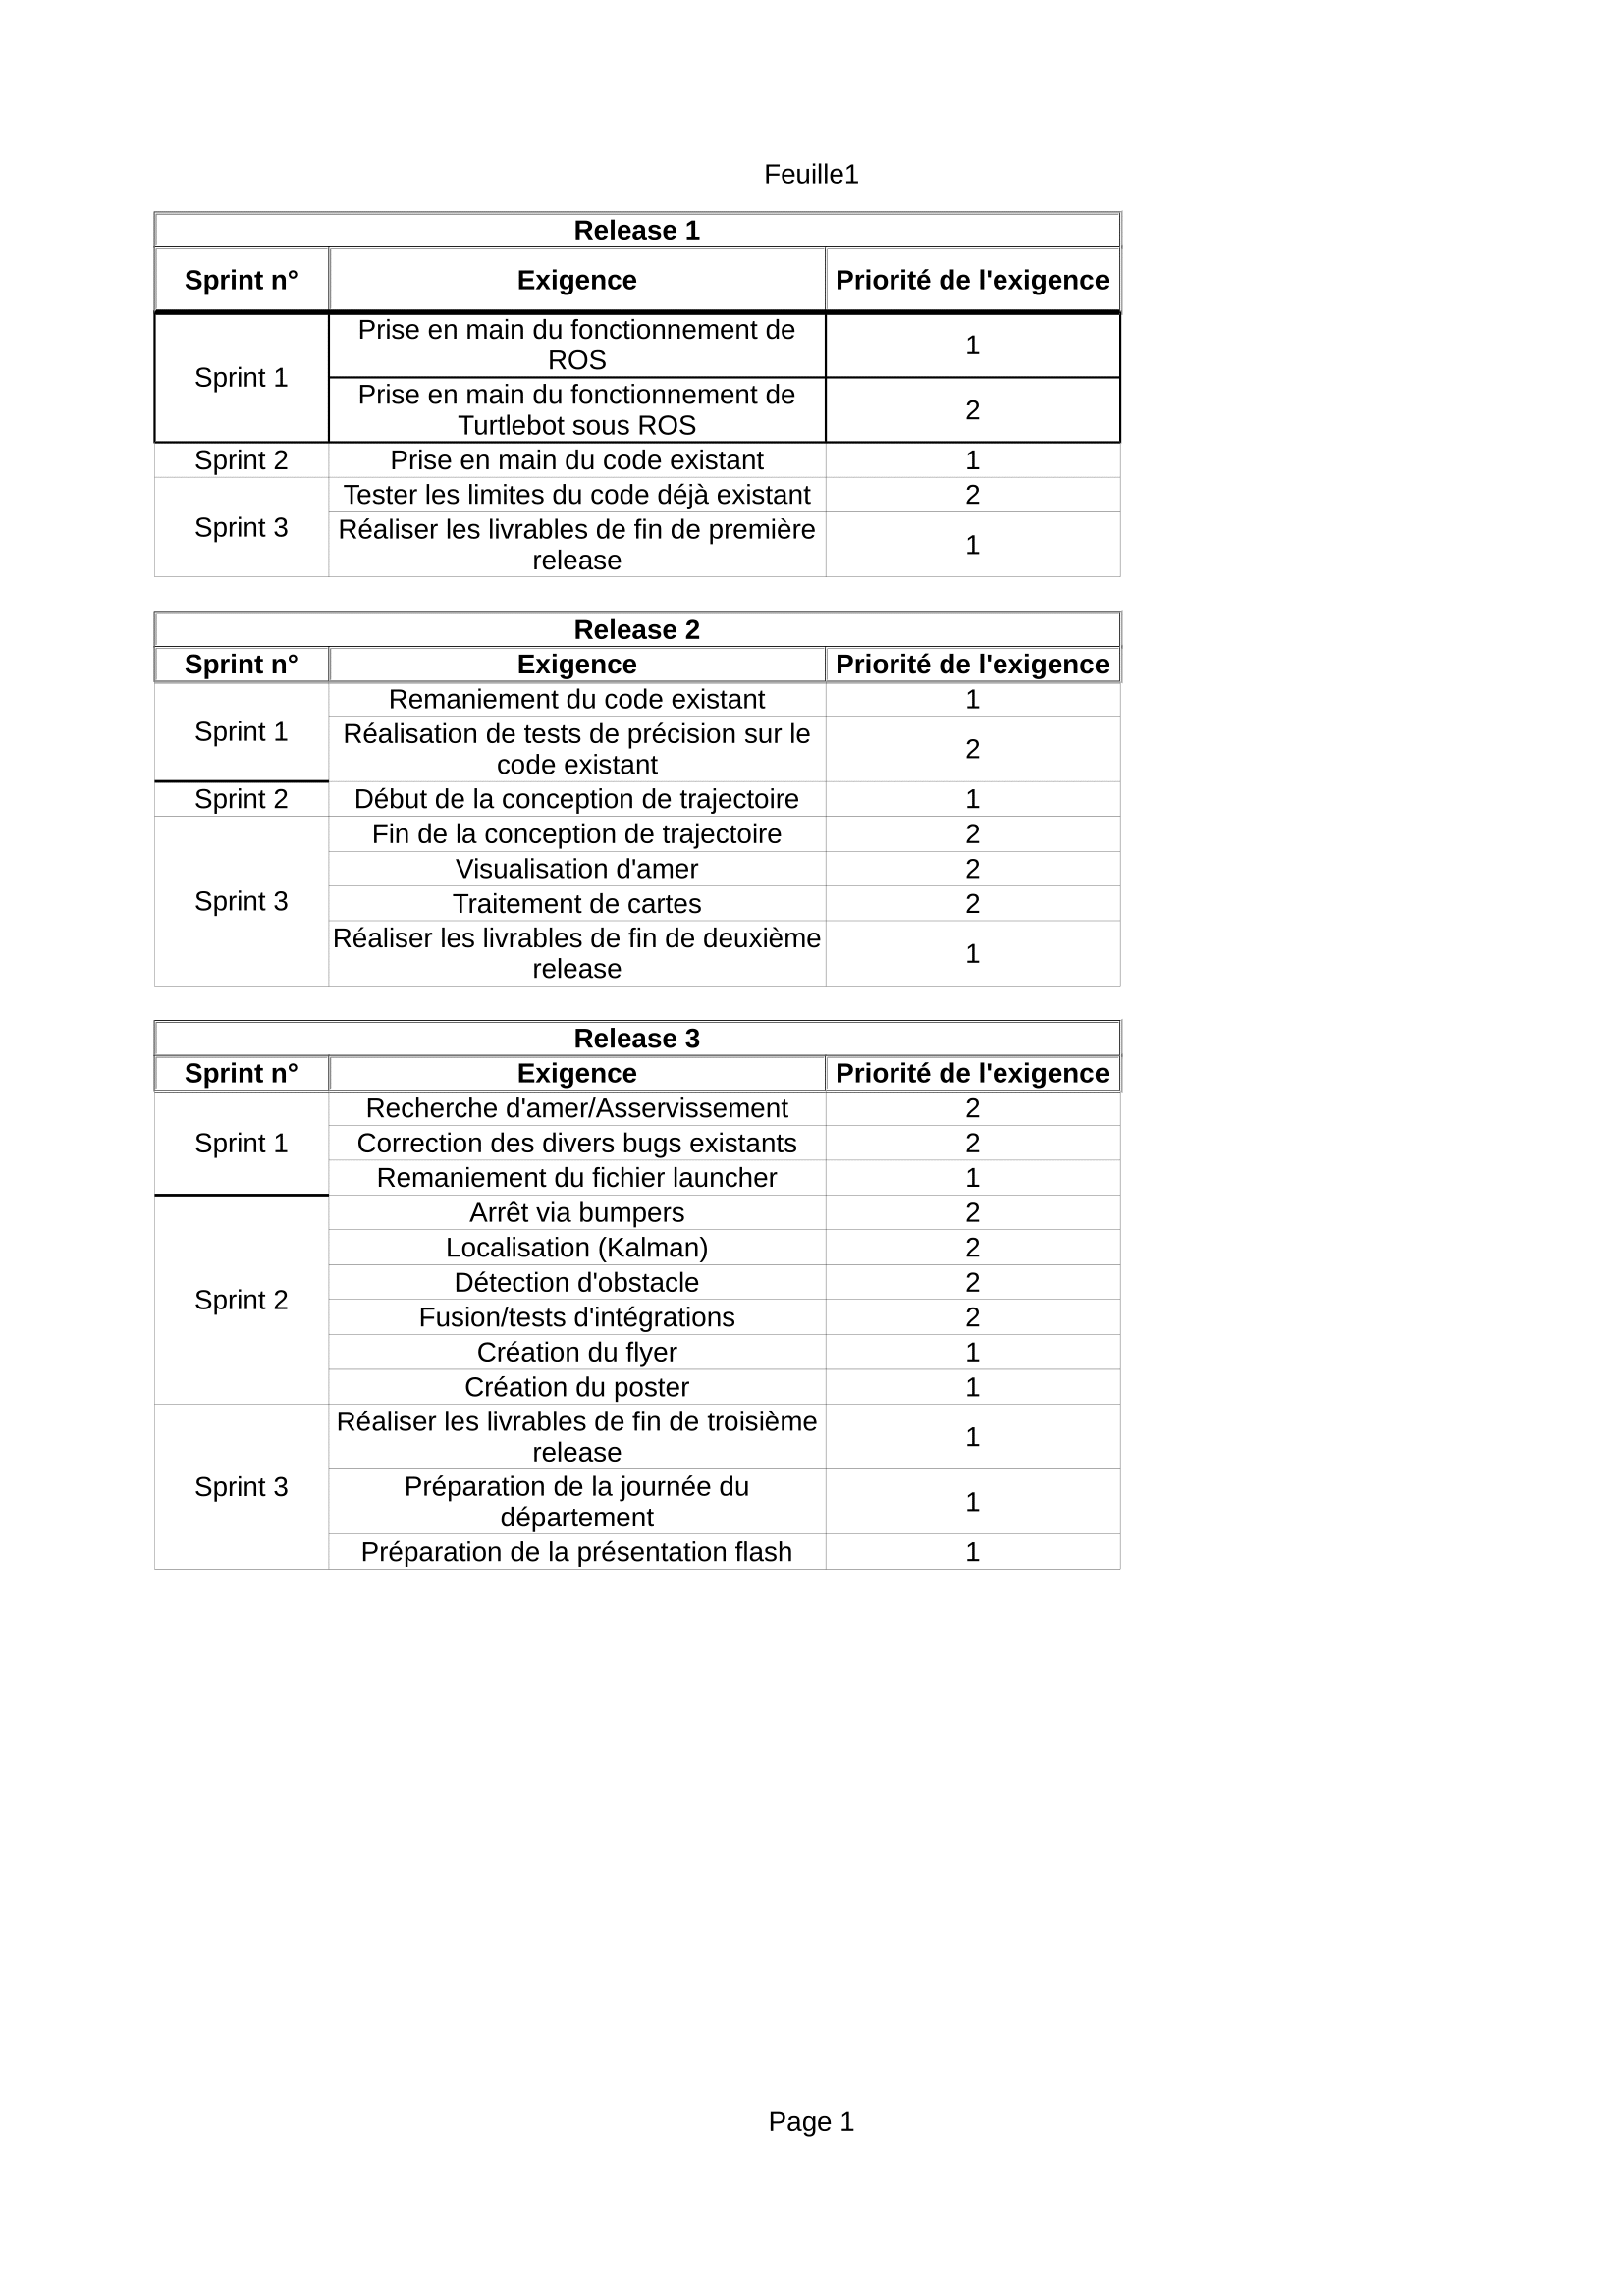 Feuille1
Release 1
Sprint n° Exigence Priorité de l'exigence
Sprint 1
Prise en main du fonctionnement de
ROS
1
Prise en main du fonctionnement de
Turtlebot sous ROS
2
Sprint 2 Prise en main du code existant 1
Sprint 3
Tester les limites du code déjà existant 2
Réaliser les livrables de fin de première
release
1
Release 2
Sprint n° Exigence Priorité de l'exigence
Sprint 1
Remaniement du code existant 1
Réalisation de tests de précision sur le
code existant
2
Sprint 2 Début de la conception de trajectoire 1
Sprint 3
Fin de la conception de trajectoire 2
Visualisation d'amer 2
Traitement de cartes 2
Réaliser les livrables de fin de deuxième
release
1
Release 3
Sprint n° Exigence Priorité de l'exigence
Sprint 1
Recherche d'amer/Asservissement 2
Correction des divers bugs existants 2
Remaniement du fichier launcher 1
Sprint 2
Arrêt via bumpers 2
Localisation (Kalman) 2
Détection d'obstacle 2
Fusion/tests d'intégrations 2
Création du flyer 1
Création du poster 1
Sprint 3
Réaliser les livrables de fin de troisième
release
1
Préparation de la journée du
département
1
Préparation de la présentation flash 1
Page 1